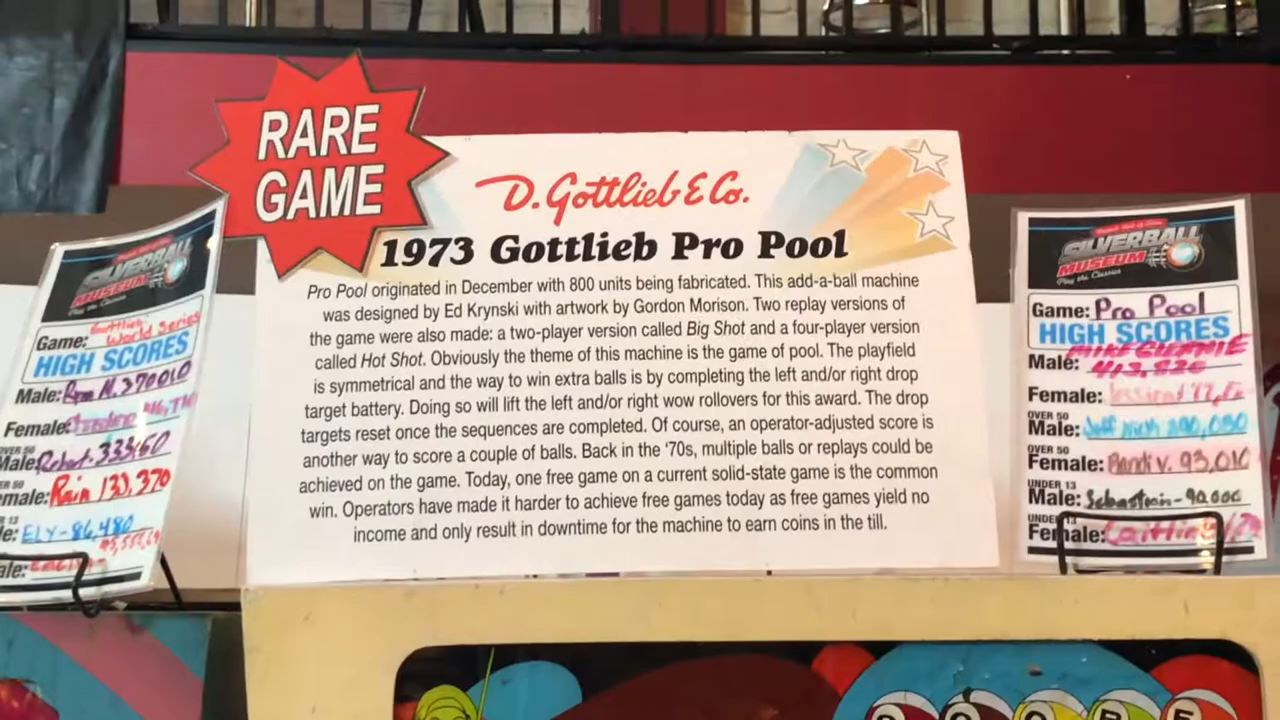 RARE
GAME
D. Gottlieb & Co.
1973 Gottlieb Pro Pool
Pro Pool originated in December with 800 units being fabricated. This add-a-ball machine
was designed by Ed Krynski with artwork by Gordon Morison. Two replay versions of
the game were also made: a two-player version called Big Shot and a four-player version
called Hot Shot. Obviously the theme of this machine is the game of pool. The playfield
is symmetrical and the way to win extra balls is by completing the left and/or right drop
target battery. Doing so will lift the left and/or right wow rollovers for this award. The drop
targets reset once the sequences are completed. Of course, an operator-adjusted score is
another way to score a couple of balls. Back in the '70s, multiple balls or replays could be
achieved on the game. Today, one free game on a current solid-state game is the common
win. Operators have made it harder to achieve free games today as free games yield no
income and only result in downtime for the machine to earn coins in the till.
SILVERBALL
MUSEUM
Play the Classics
Game: Gottlieb World Series
HIGH SCORES
Male: 370010
Female:
OVER 50
Male: Robert
Female: Rain 133,370
13
ELY-86,480
SILVERBALL
MUSEUM
Play the Classics
Game: Pro Pool
HIGH SCORES
Male: MIKE
Female:
OVER 50
Male: Jeff
OVER 50
Female: Randi v. 93,010
UNDER 13
Male: Sebastian-90,000
UNDER 13
Female: Caitlin